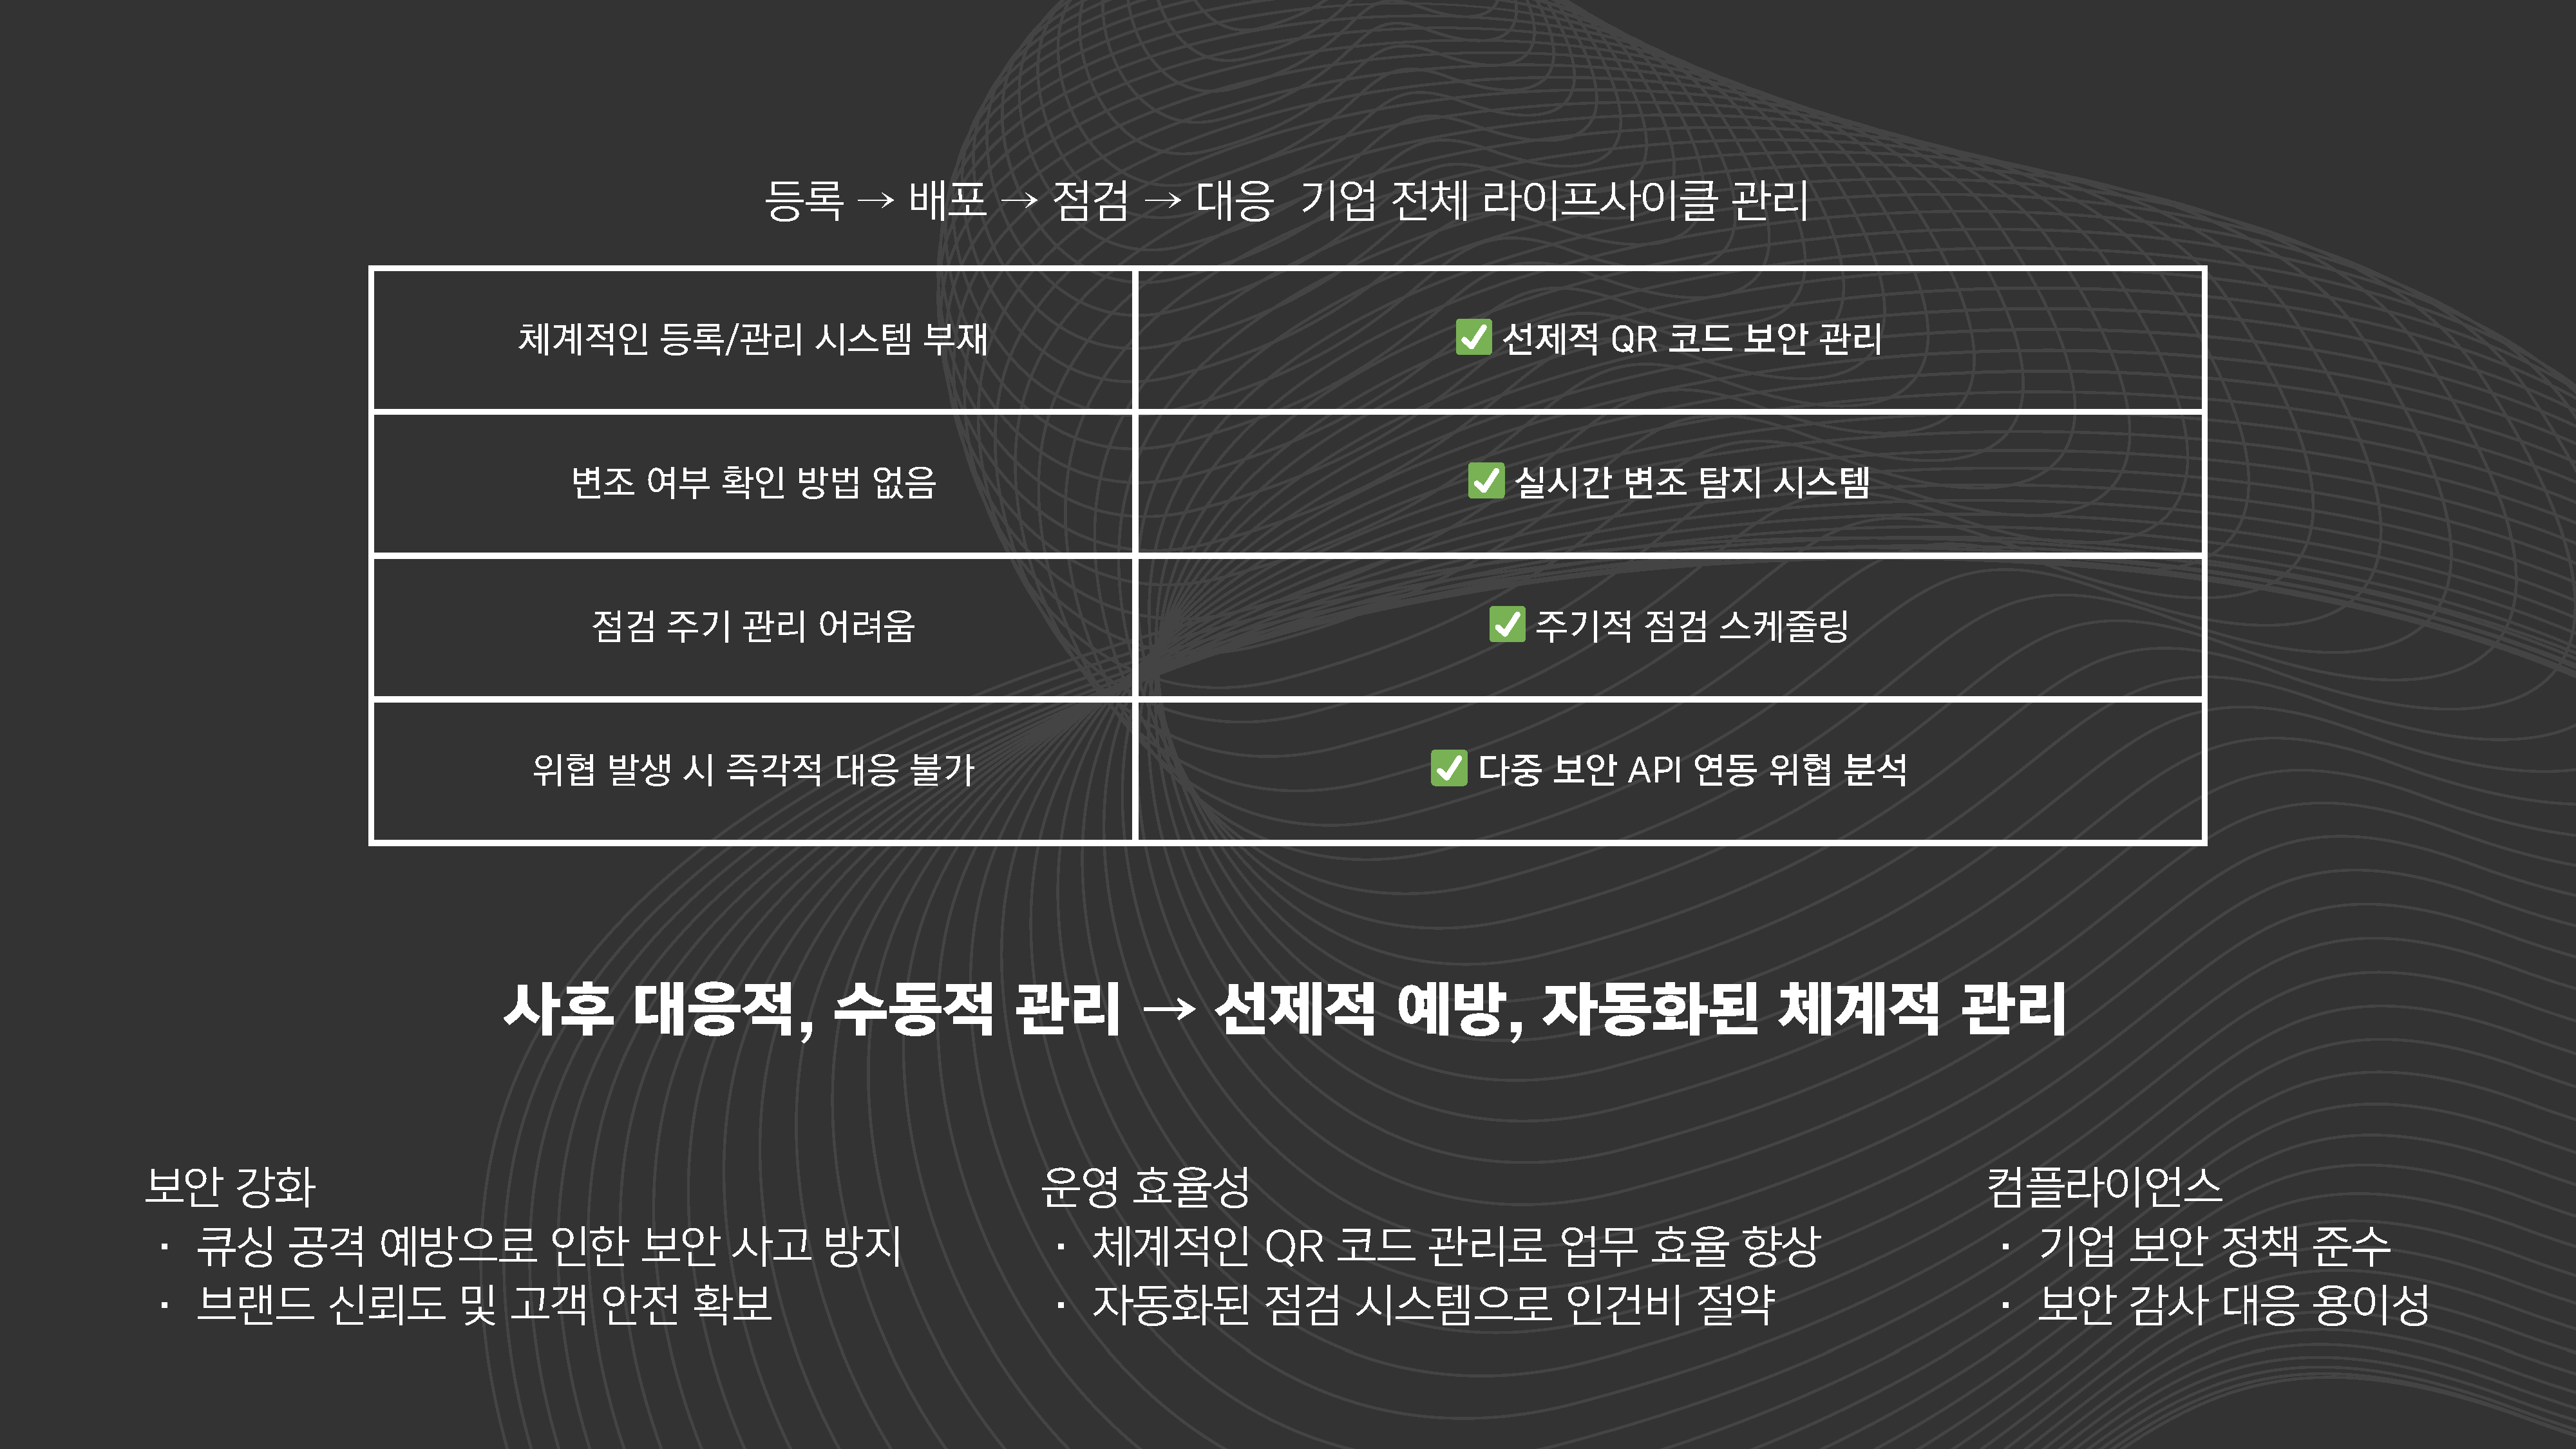 등록 → 배포 → 점검 → 대응 기업 전체 라이프사이클 관리
체계적인 등록/관리 시스템 부재
✅ 선제적 QR 코드 보안 관리
변조 여부 확인 방법 없음
✅ 실시간 변조 탐지 시스템
점검 주기 관리 어려움
✅ 주기적 점검 스케줄링
위협 발생 시 즉각적 대응 불가
✅ 다중 보안 API 연동 위협 분석
사후 대응적, 수동적 관리 → 선제적 예방, 자동화된 체계적 관리
보안 강화
· 큐싱 공격 예방으로 인한 보안 사고 방지
· 브랜드 신뢰도 및 고객 안전 확보
운영 효율성
· 체계적인 QR 코드 관리로 업무 효율 향상
· 자동화된 점검 시스템으로 인건비 절약
컴플라이언스
· 기업 보안 정책 준수
· 보안 감사 대응 용이성